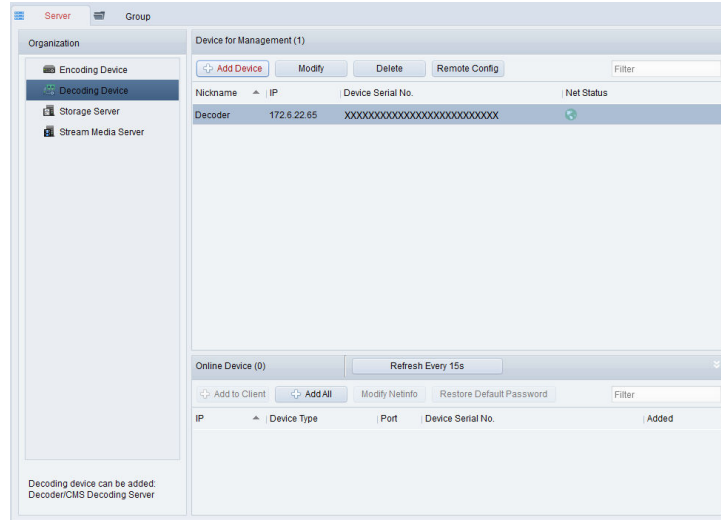 Server Group
Organization
Encoding Device
Decoding Device
Storage Server
Stream Media Server
Decoding device can be added:
Decoder/CMS Decoding Server
Device for Management (1)
Add Device Modify Delete Remote Config Filter
Nickname IP Device Serial No. Net Status
Decoder 172.6.22.65 XXXXXXXXXXXXXXXXXXXXXXXXXX
Online Device (0) Refresh Every 15s
Add to Client Add All Modify Netinfo Restore Default Password Filter
IP Device Type Port Device Serial No. Added